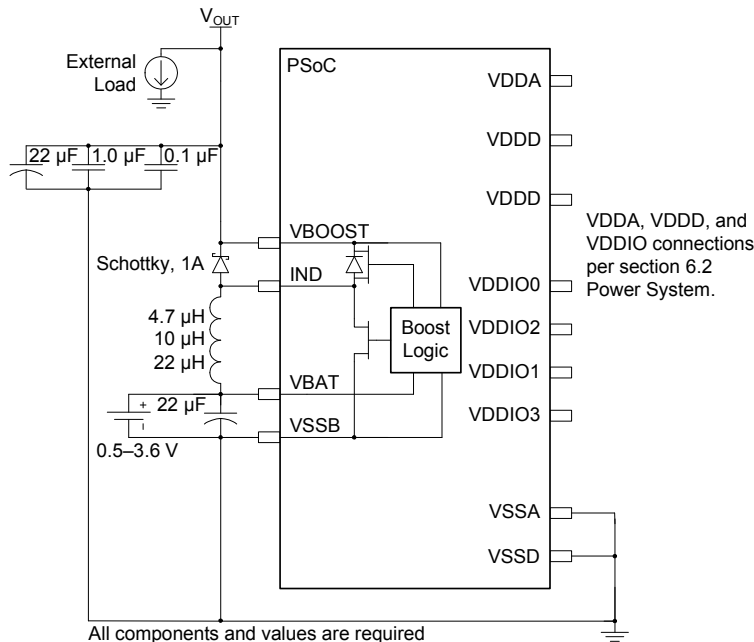 VOUT
External
Load
PSoC
VDDA
VDDD
22 µF 1.0 µF 0.1 µF
VDDD
VDDA, VDDD, and
VDDIO connections
per section 6.2
Power System.
VBOOST
Schottky, 1A
IND
VDDIO0
4.7 µH
10 µH
22 µH
Boost
Logic
VDDIO2
VDDIO1
VBAT
22 µF
VDDIO3
+
-
VSSB
0.5–3.6 V
VSSA
VSSD
All components and values are required